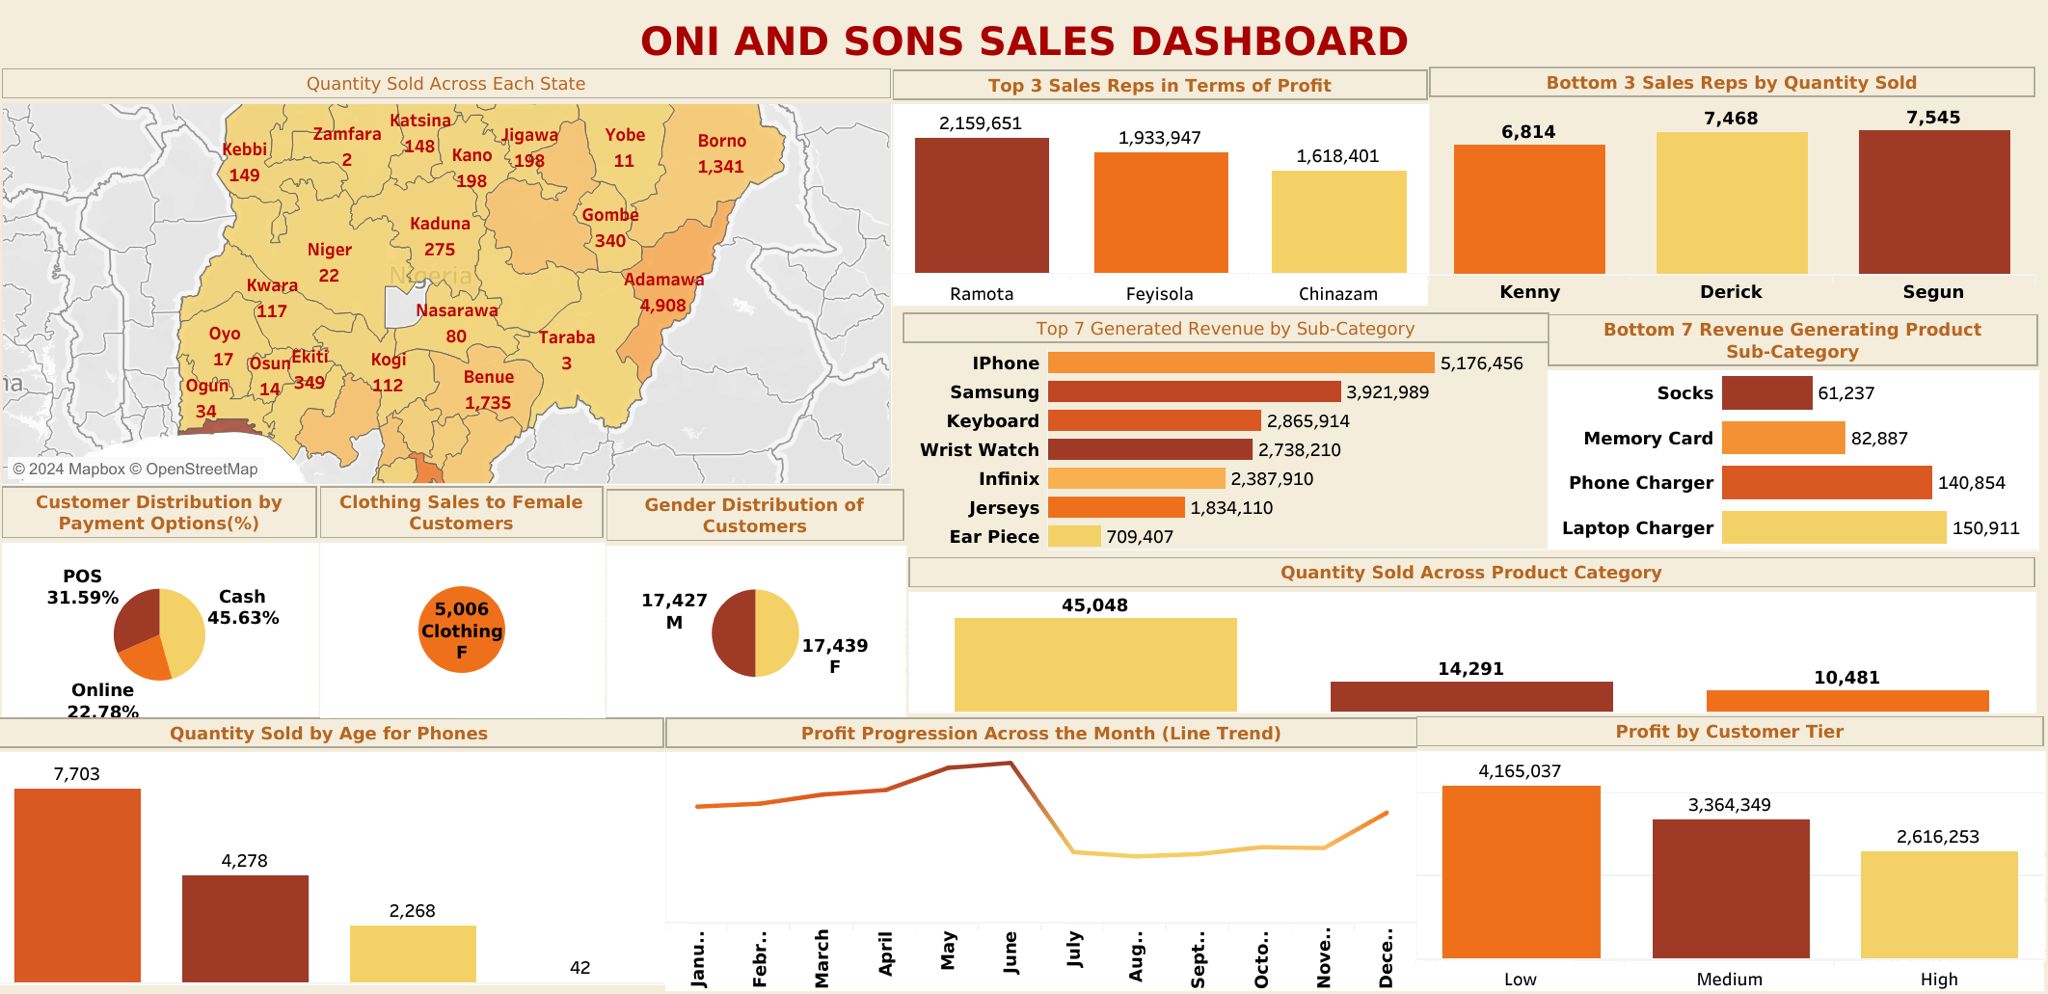 ONI AND SONS SALES DASHBOARD
Quantity Sold Across Each State
Kebbi
149
Zamfara
2
Katsina
148
Kano
198
Jigawa
198
Yobe
11
Borno
1,341
Kaduna
275
Gombe
340
Niger
22
Nigeria
Adamawa
4,908
Kwara
117
Nasarawa
80
Taraba
3
Oyo
17
Osun
14
Ekiti
349
Kogi
112
Benue
1,735
Ogun
34
© 2024 Mapbox © OpenStreetMap
Top 3 Sales Reps in Terms of Profit
2,159,651
1,933,947
1,618,401
Ramota
Feyisola
Chinazam
Bottom 3 Sales Reps by Quantity Sold
6,814
7,468
7,545
Kenny
Derick
Segun
Top 7 Generated Revenue by Sub-Category
IPhone 5,176,456
Samsung 3,921,989
Keyboard 2,865,914
Wrist Watch 2,738,210
Infinix 2,387,910
Jerseys 1,834,110
Ear Piece 709,407
Bottom 7 Revenue Generating Product
Sub-Category
Socks 61,237
Memory Card 82,887
Phone Charger 140,854
Laptop Charger 150,911
Customer Distribution by
Payment Options(%)
POS
31.59%
Cash
45.63%
Online
22.78%
Clothing Sales to Female
Customers
5,006
Clothing
F
Gender Distribution of
Customers
17,427
M
17,439
F
Quantity Sold Across Product Category
45,048
14,291
10,481
Quantity Sold by Age for Phones
7,703
4,278
2,268
42
Profit Progression Across the Month (Line Trend)
Janu..
Febr..
March
April
May
June
July
Aug..
Sept..
Octo..
Nove..
Dece..
Profit by Customer Tier
4,165,037
3,364,349
2,616,253
Low
Medium
High